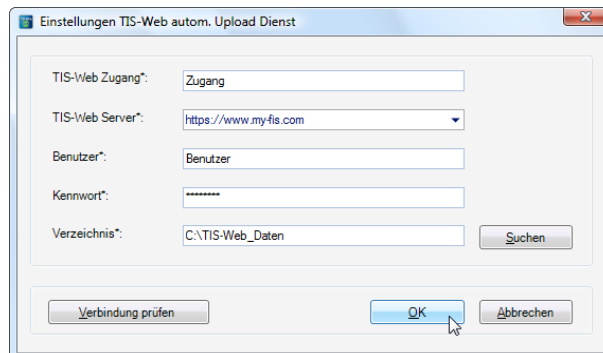 Einstellungen TIS-Web autom. Upload Dienst
TIS-Web Zugang*: Zugang
TIS-Web Server*: https://www.my-fis.com
Benutzer*: Benutzer
Kennwort*: ********
Verzeichnis*: C:\TIS-Web_Daten Suchen
Verbindung prüfen OK Abbrechen